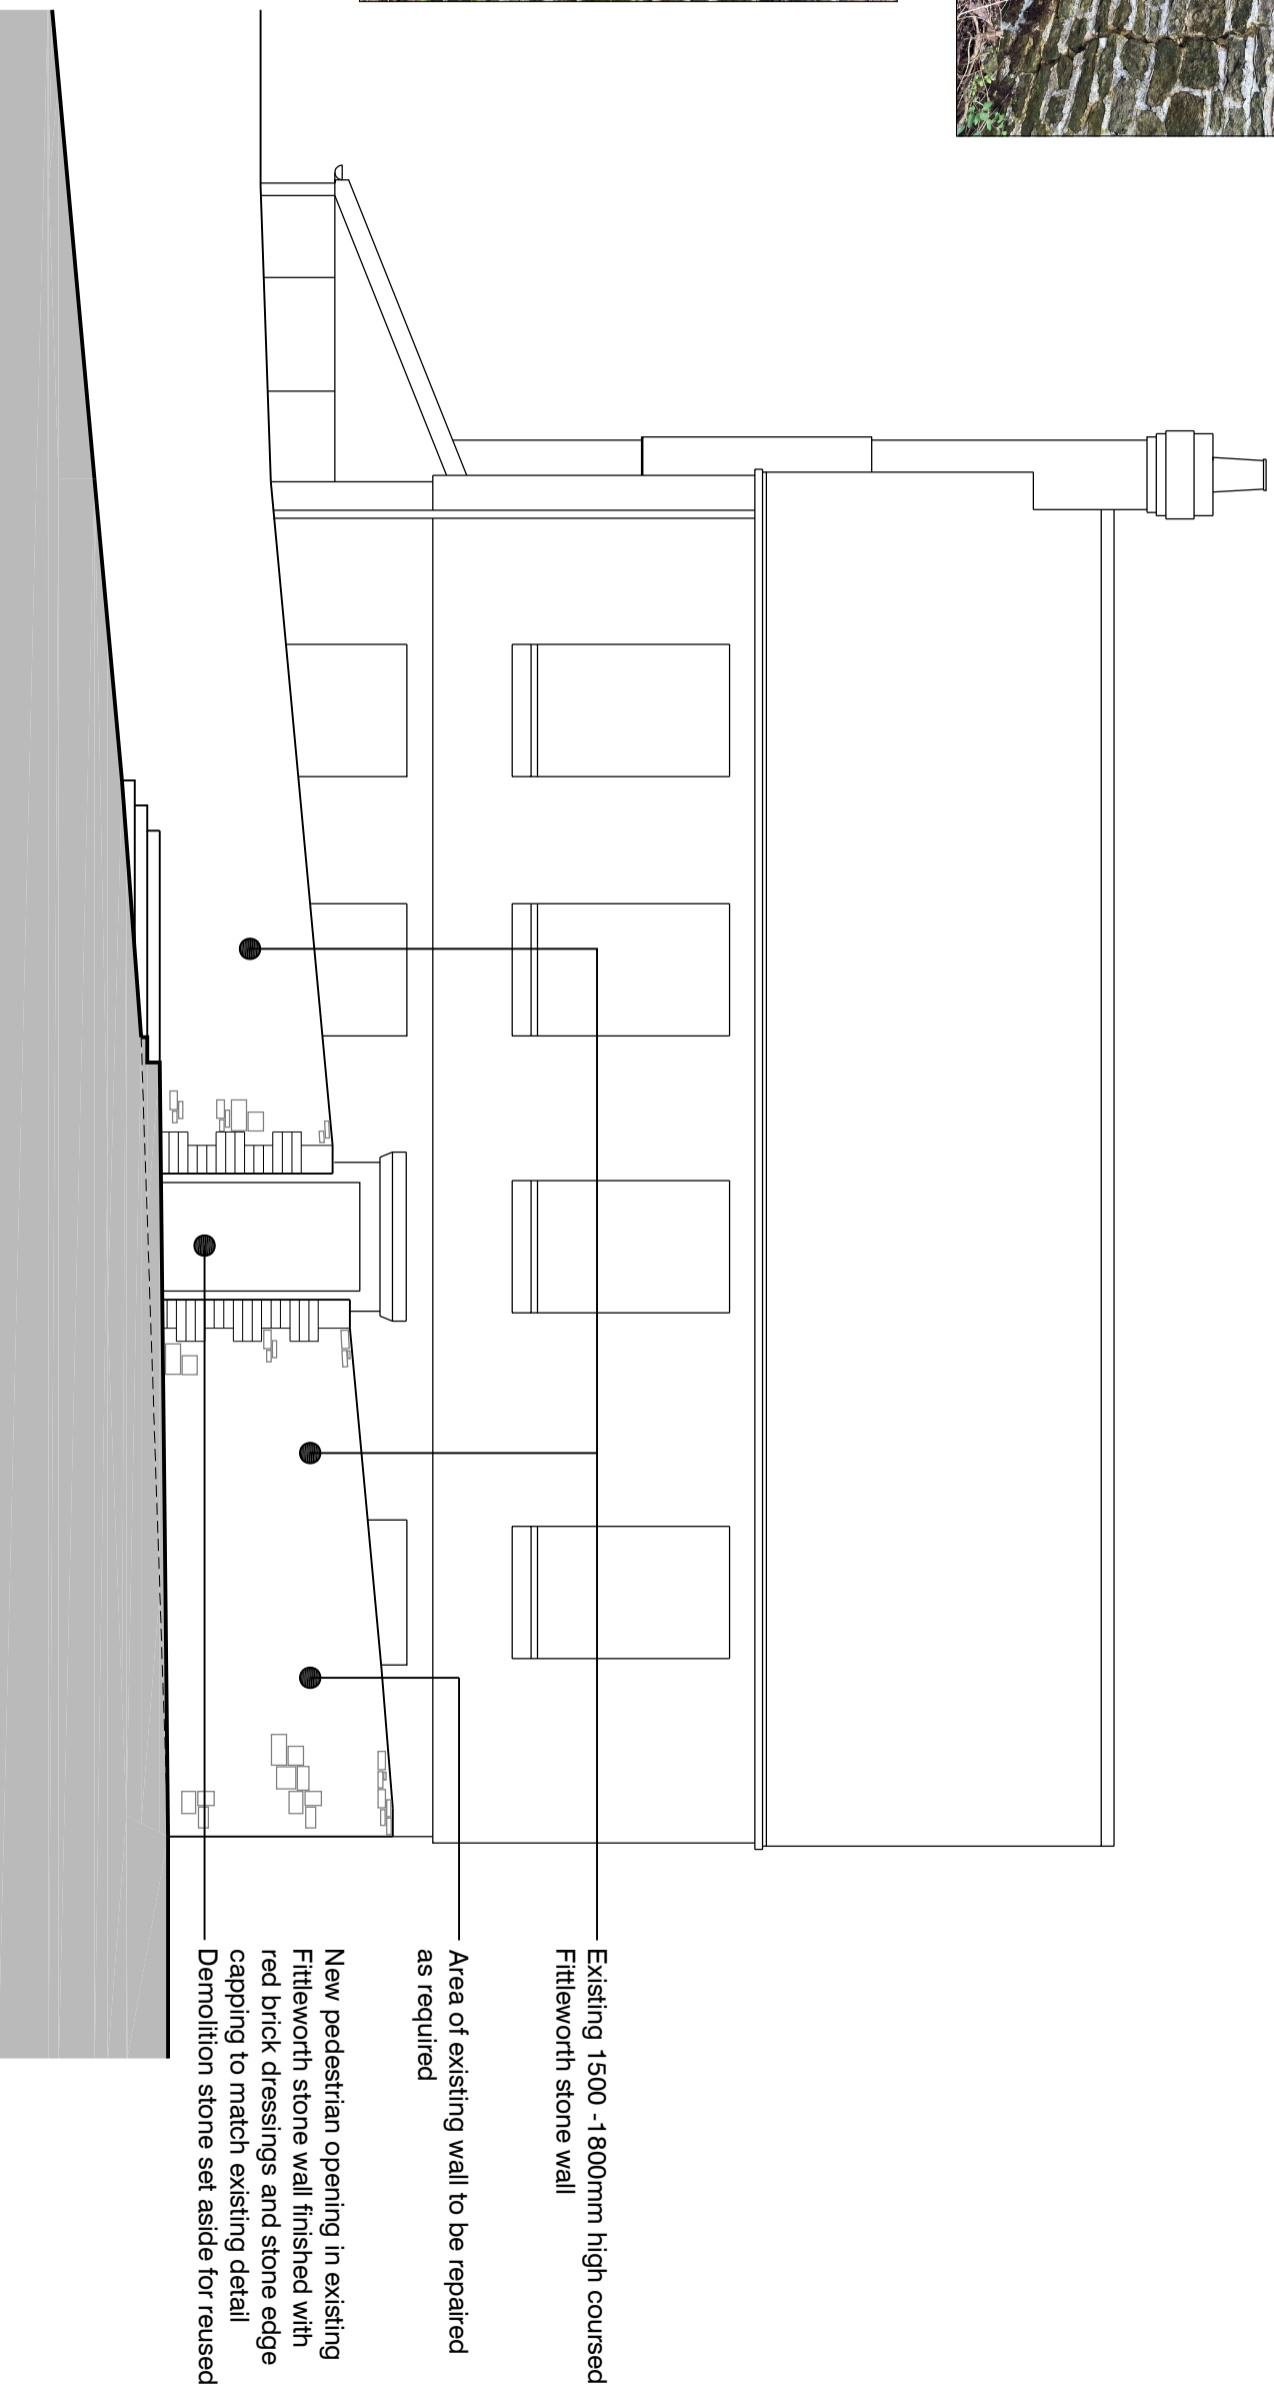 Existing 1500 -1800mm high coursed
Fittleworth stone wall
Area of existing wall to be repaired
as required
New pedestrian opening in existing
Fittleworth stone wall finished with
red brick dressings and stone edge
capping to match existing detail
Demolition stone set aside for reused